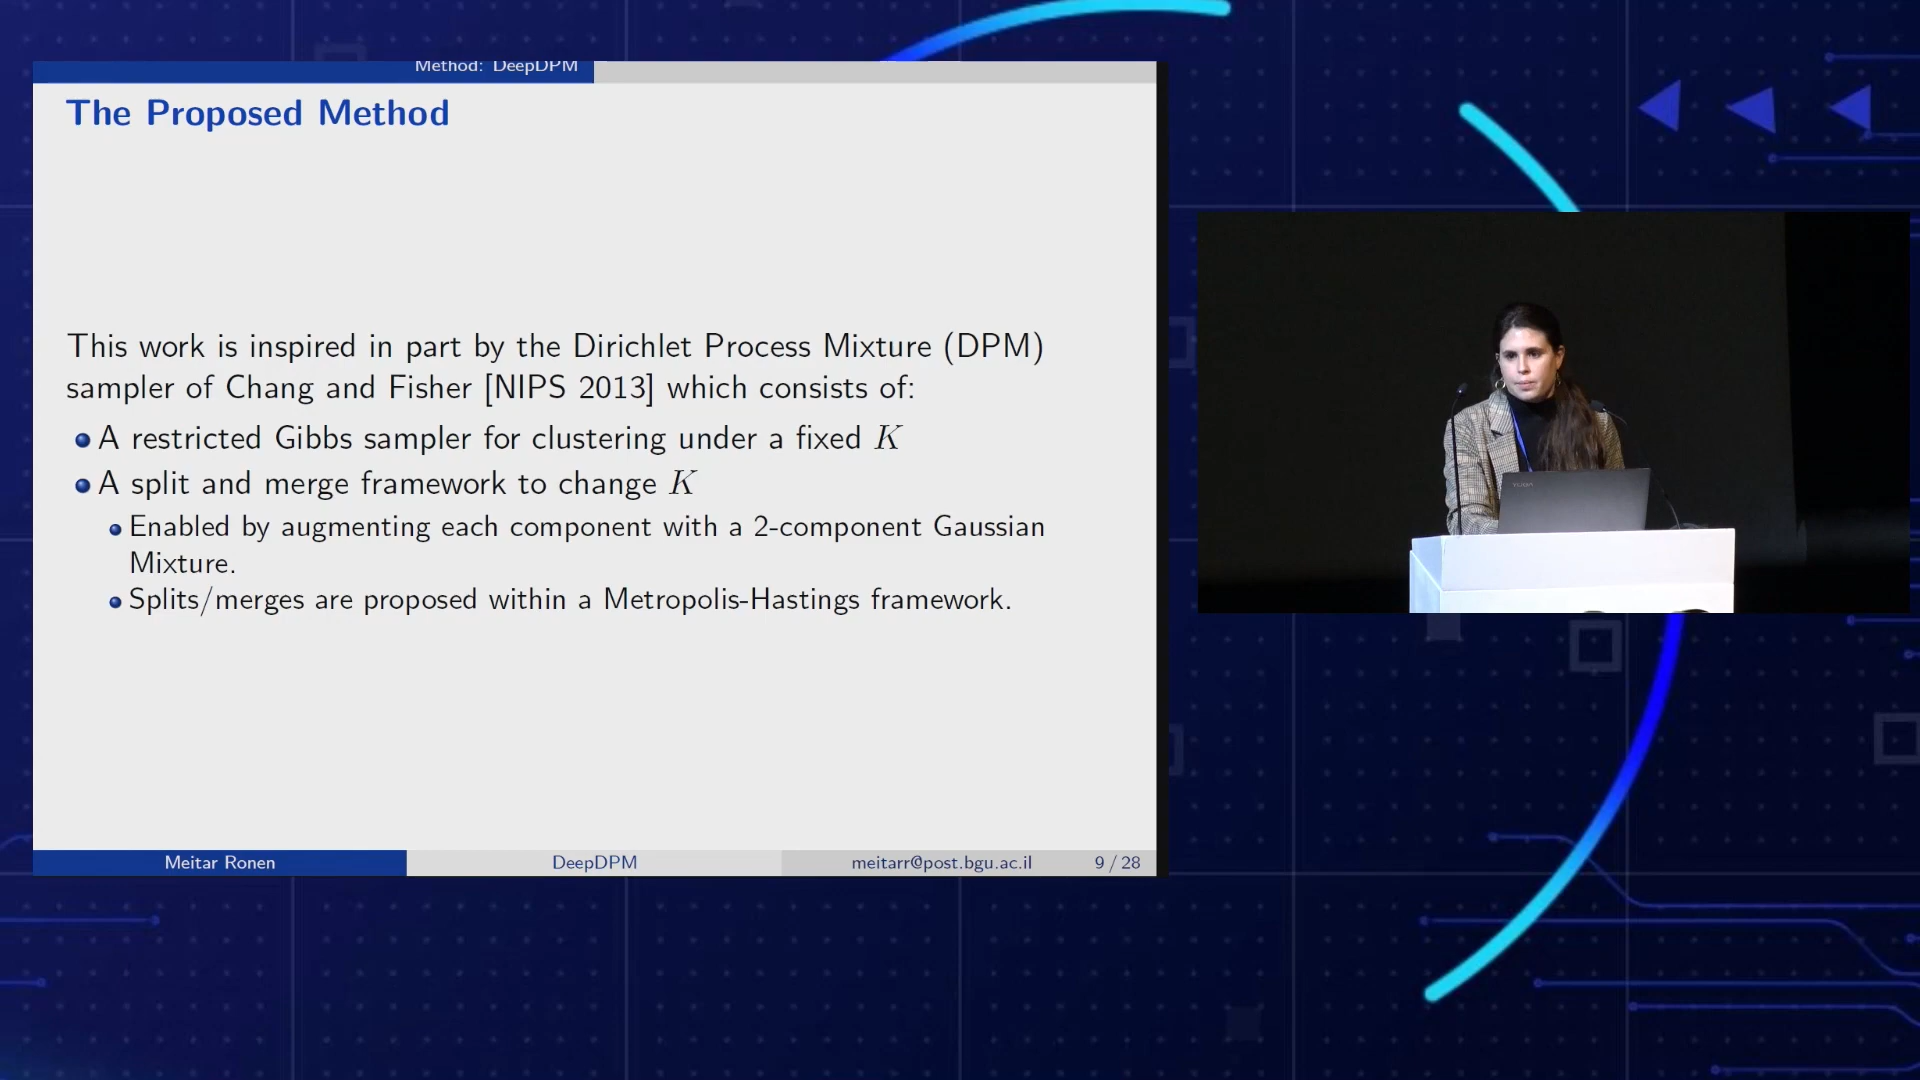 Method: DeepDPM
The Proposed Method
This work is inspired in part by the Dirichlet Process Mixture (DPM)
sampler of Chang and Fisher [NIPS 2013] which consists of:
A restricted Gibbs sampler for clustering under a fixed K
A split and merge framework to change K
Enabled by augmenting each component with a 2-component Gaussian
Mixture.
Splits/merges are proposed within a Metropolis-Hastings framework.
Meitar Ronen DeepDPM meitarr@post.bgu.ac.il 9 / 28
YOGA